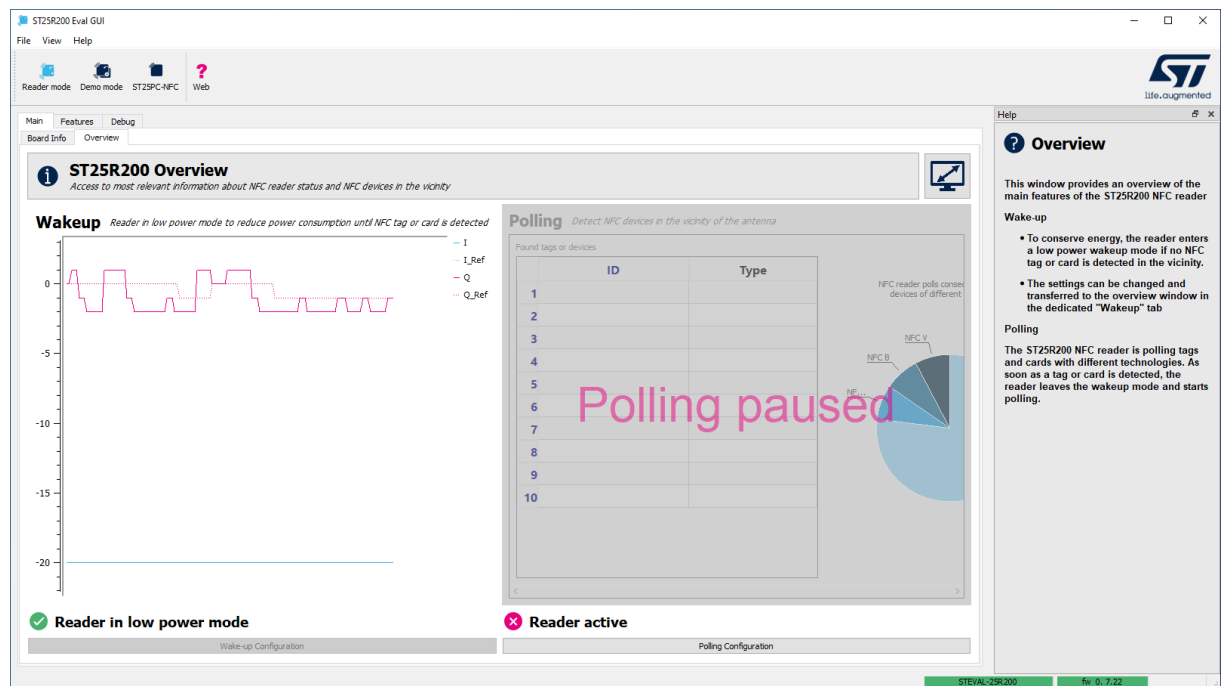 ST25R200 Eval GUI
File View Help
Reader mode Demo mode ST25PC-NFC Web
life.augmented
Main Features Debug
Board Info Overview
ST25R200 Overview
Access to most relevant information about NFC reader status and NFC devices in the vicinity
Wakeup Reader in low power mode to reduce power consumption until NFC tag or card is detected
I
I_Ref
Q
Q_Ref
0
-5
-10
-15
-20
Reader in low power mode
Wake-up Configuration
Polling Detect NFC devices in the vicinity of the antenna
Found tags or devices
ID Type
1
2
3
4
5
6
7
8
9
10
NFC reader polls consec
devices of different
NFC V
NFC B
NF...
Polling paused
Reader active
Polling Configuration
Help
? Overview
This window provides an overview of the
main features of the ST25R200 NFC reader
Wake-up
• To conserve energy, the reader enters
a low power wakeup mode if no NFC
tag or card is detected in the vicinity.
• The settings can be changed and
transferred to the overview window in
the dedicated "Wakeup" tab
Polling
The ST25R200 NFC reader is polling tags
and cards with different technologies. As
soon as a tag or card is detected, the
reader leaves the wakeup mode and starts
polling.
STEVAL-25R200 fw 0. 7.22